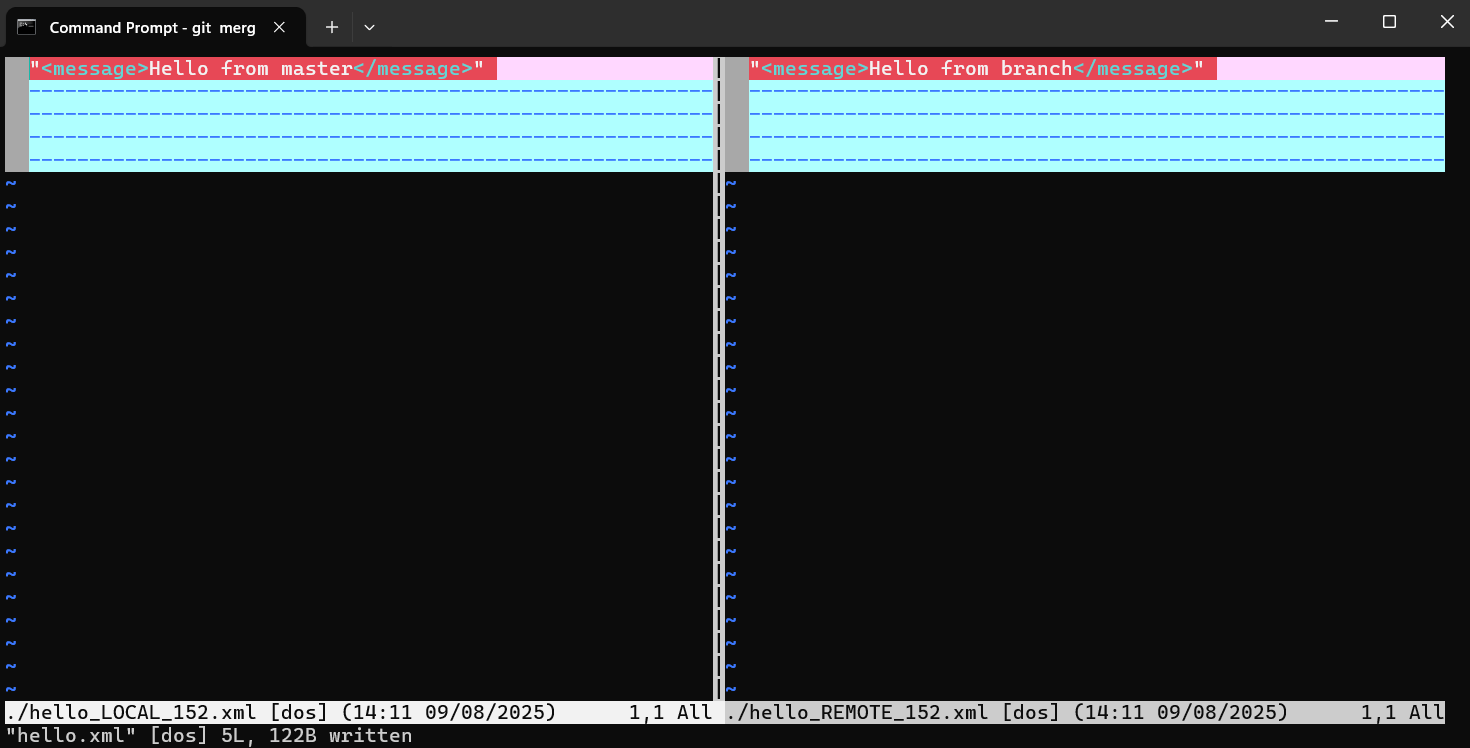 Command Prompt - git merg
"<message>Hello from master</message>" "<message>Hello from branch</message>"
./hello_LOCAL_152.xml [dos] (14:11 09/08/2025) 1,1 All ./hello_REMOTE_152.xml [dos] (14:11 09/08/2025) 1,1 All
"hello.xml" [dos] 5L, 122B written